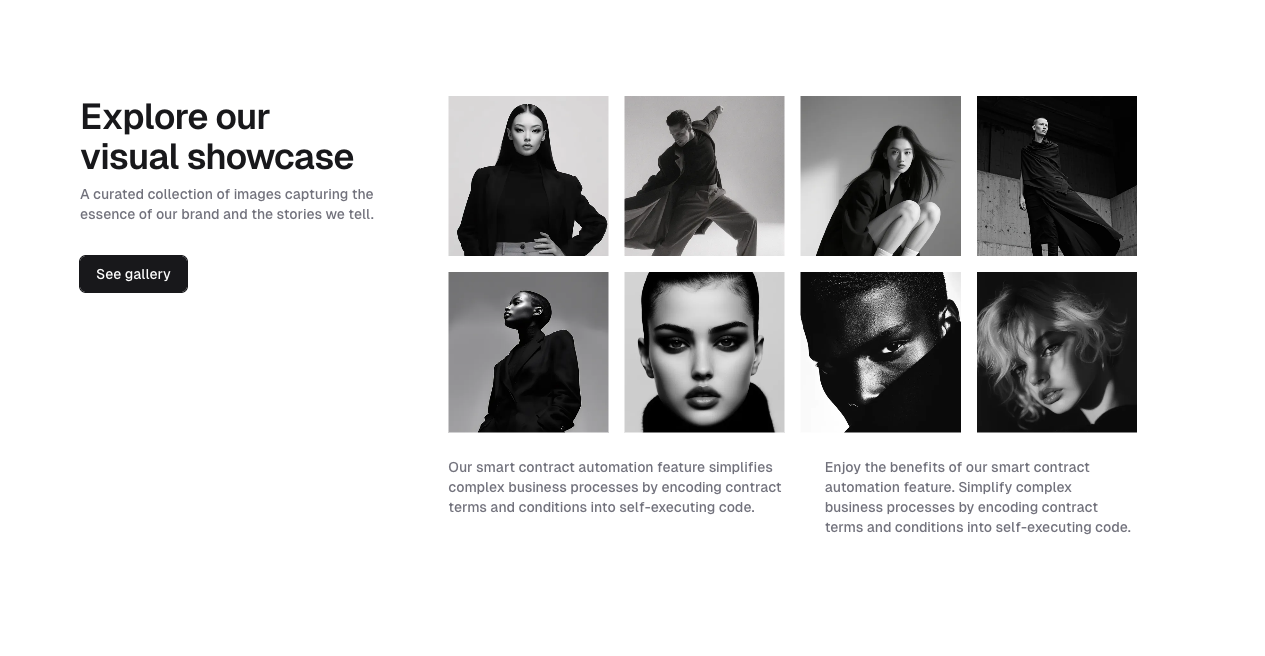 Explore our
visual showcase
A curated collection of images capturing the
essence of our brand and the stories we tell.
See gallery
Our smart contract automation feature simplifies
complex business processes by encoding contract
terms and conditions into self-executing code.
Enjoy the benefits of our smart contract
automation feature. Simplify complex
business processes by encoding contract
terms and conditions into self-executing code.